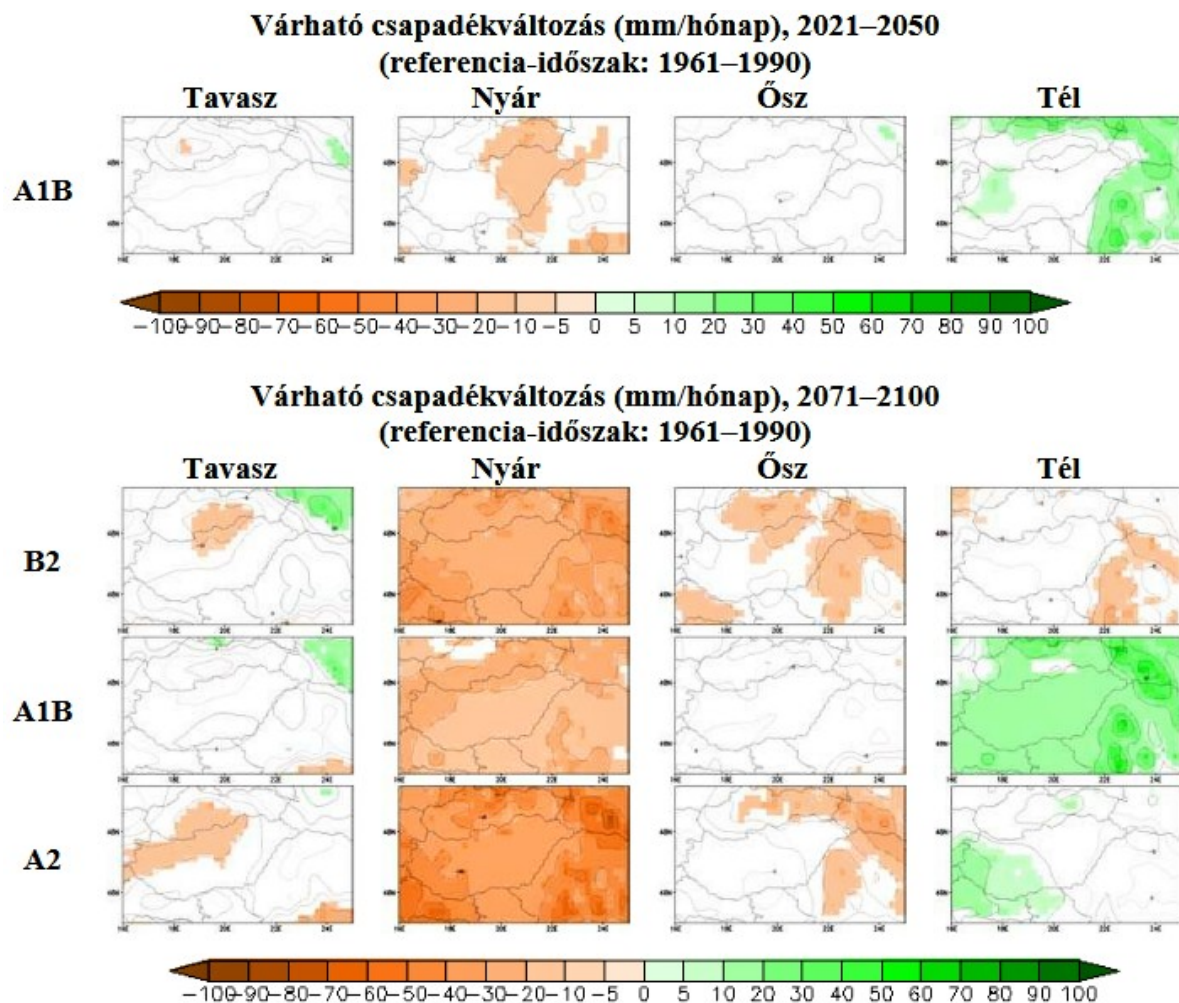 Várható csapadékváltozás (mm/hónap), 2021–2050
(referencia-időszak: 1961–1990)
Tavasz Nyár Ősz Tél
A1B
−100−90−80−70−60−50−40−30−20−10 −5 0 5 10 20 30 40 50 60 70 80 90 100
Várható csapadékváltozás (mm/hónap), 2071–2100
(referencia-időszak: 1961–1990)
Tavasz Nyár Ősz Tél
B2
A1B
A2
−100−90−80−70−60−50−40−30−20−10 −5 0 5 10 20 30 40 50 60 70 80 90 100